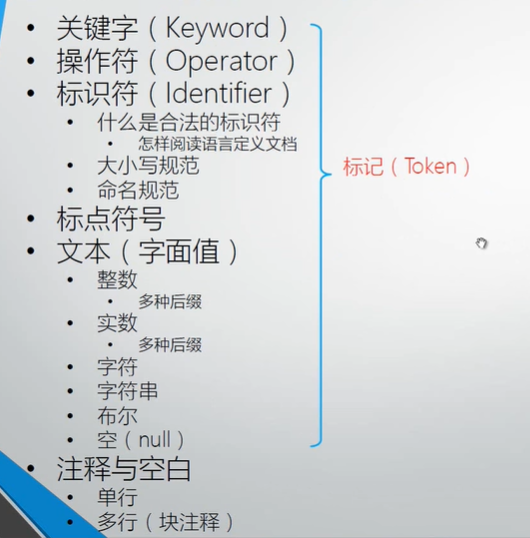 关键字（Keyword）
操作符（Operator）
标识符（Identifier）
什么是合法的标识符
怎样阅读语言定义文档
大小写规范
命名规范
标点符号
文本（字面值）
整数
多种后缀
实数
多种后缀
字符
字符串
布尔
空（null）
注释与空白
单行
多行（块注释）
标记（Token）